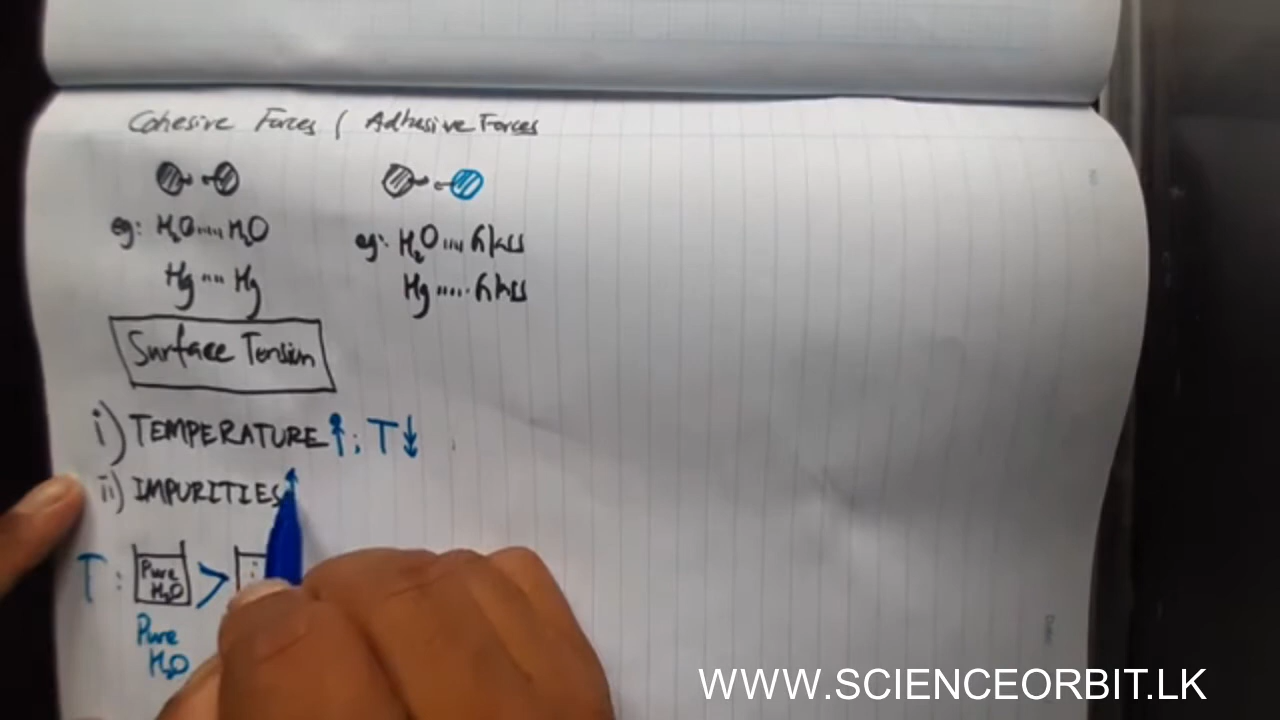 Cohesive Forces / Adhesive Forces
eg: H₂O....H₂O
eg: H₂O....Glass
Hg....Hg
Hg.....Glass
Surface Tension
i) TEMPERATURE↑; T↓
ii) IMPURITIES↑
T: Pure H₂O >
Pure
H₂O
WWW.SCIENCEORBIT.LK